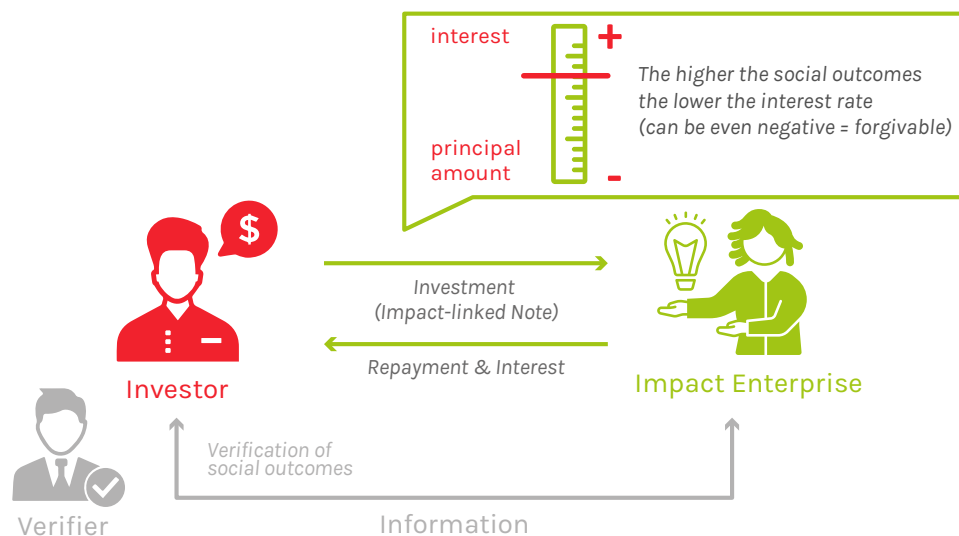 interest
+
The higher the social outcomes
the lower the interest rate
(can be even negative = forgivable)
principal
amount
-
$
Investment
(Impact-linked Note)
Repayment & Interest
Investor
Impact Enterprise
Verification of
social outcomes
Verifier
Information